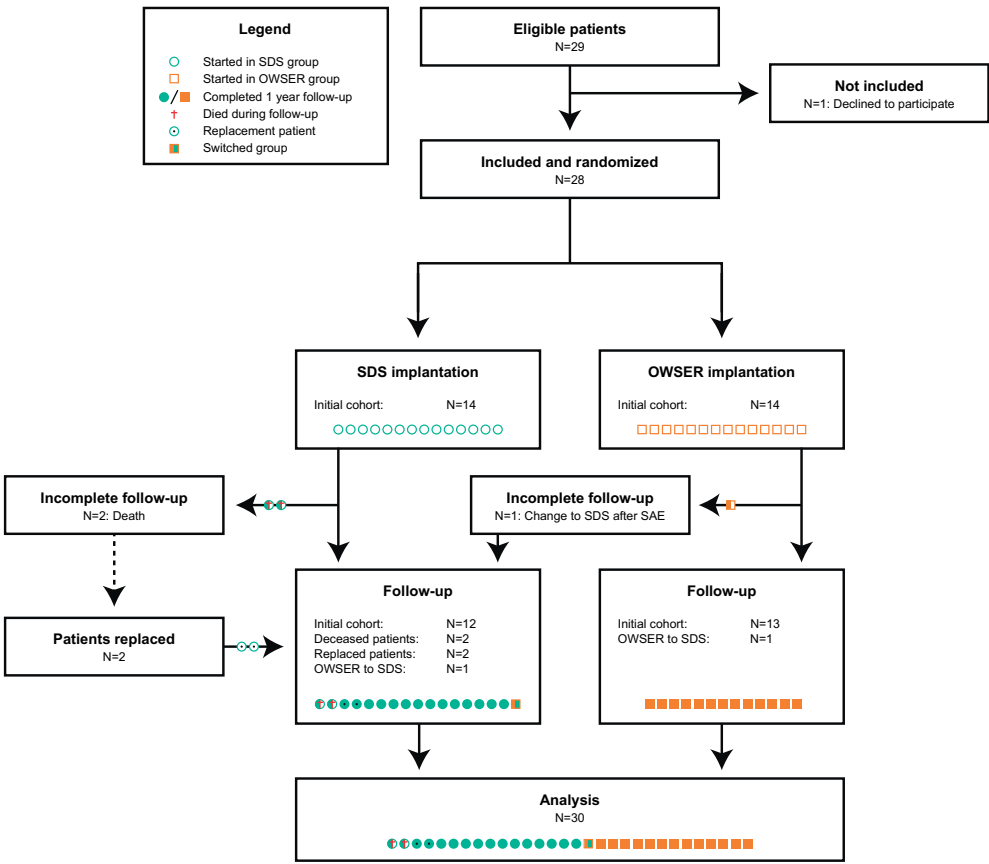 Legend
Started in SDS group
Started in OWSER group
/ Completed 1 year follow-up
Died during follow-up
Replacement patient
Switched group
Eligible patients
N=29
Not included
N=1: Declined to participate
Included and randomized
N=28
SDS implantation
Initial cohort: N=14
OWSER implantation
Initial cohort: N=14
Incomplete follow-up
N=2: Death
Incomplete follow-up
N=1: Change to SDS after SAE
Patients replaced
N=2
Follow-up
Initial cohort: N=12
Deceased patients: N=2
Replaced patients: N=2
OWSER to SDS: N=1
Follow-up
Initial cohort: N=13
OWSER to SDS: N=1
Analysis
N=30